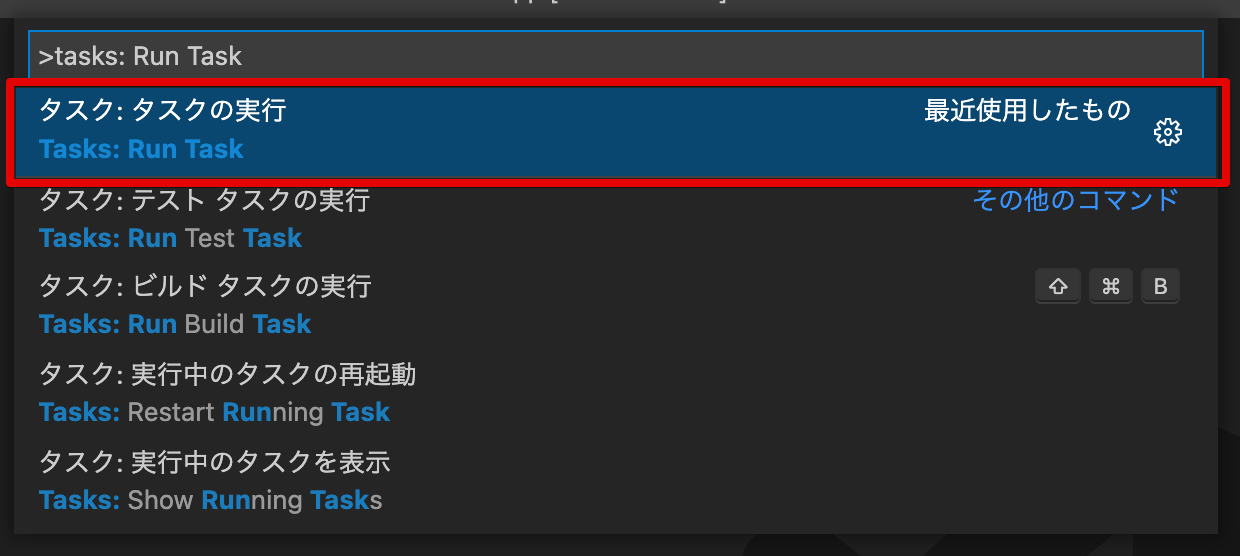 >tasks: Run Task
タスク: タスクの実行
最近使用したもの
Tasks: Run Task
タスク: テスト タスクの実行
その他のコマンド
Tasks: Run Test Task
タスク: ビルド タスクの実行
⇧ ⌘ B
Tasks: Run Build Task
タスク: 実行中のタスクの再起動
Tasks: Restart Running Task
タスク: 実行中のタスクを表示
Tasks: Show Running Tasks